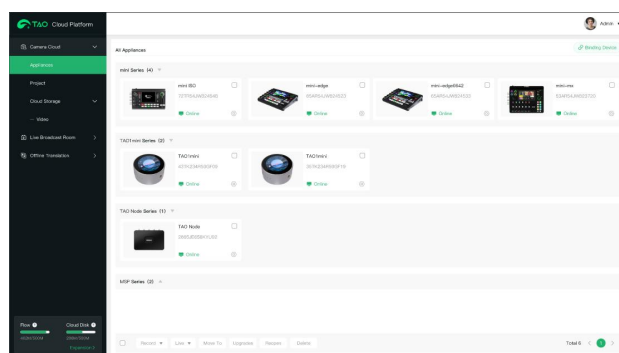 TAO Cloud Platform
Admin
Camera Cloud
Appliances
Project
Cloud Storage
Video
Live Broadcast Room
Offline Translation
Flow
Cloud Disk
Expansion >
All Appliances
Binding Device
mini Series (4)
mini ISO
Online
mini-edge
Online
mini-edge6642
Online
mini-mx
Online
TAO1mini Series (2)
TAO1mini
Online
TAO1mini
Online
TAO Node Series (1)
TAO Node
Online
MSP Series (2)
Record
Live
Move To
Upgrade
Reopen
Delete
Total 6
1